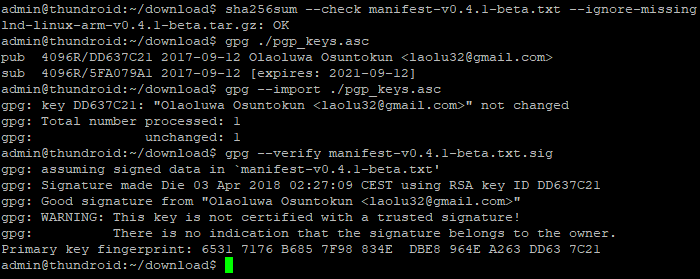 admin@thundroid:~/download$ sha256sum --check manifest-v0.4.1-beta.txt --ignore-missing
lnd-linux-arm-v0.4.1-beta.tar.gz: OK
admin@thundroid:~/download$ gpg ./pgp_keys.asc
pub  4096R/DD637C21 2017-09-12 Olaoluwa Osuntokun <laolu32@gmail.com>
sub  4096R/5FA079A1 2017-09-12 [expires: 2021-09-12]
admin@thundroid:~/download$ gpg --import ./pgp_keys.asc
gpg: key DD637C21: "Olaoluwa Osuntokun <laolu32@gmail.com>" not changed
gpg: Total number processed: 1
gpg:              unchanged: 1
admin@thundroid:~/download$ gpg --verify manifest-v0.4.1-beta.txt.sig
gpg: assuming signed data in `manifest-v0.4.1-beta.txt'
gpg: Signature made Die 03 Apr 2018 02:27:09 CEST using RSA key ID DD637C21
gpg: Good signature from "Olaoluwa Osuntokun <laolu32@gmail.com>"
gpg: WARNING: This key is not certified with a trusted signature!
gpg:          There is no indication that the signature belongs to the owner.
Primary key fingerprint: 6531 7176 B685 7F98 834E  DBE8 964E A263 DD63 7C21
admin@thundroid:~/download$